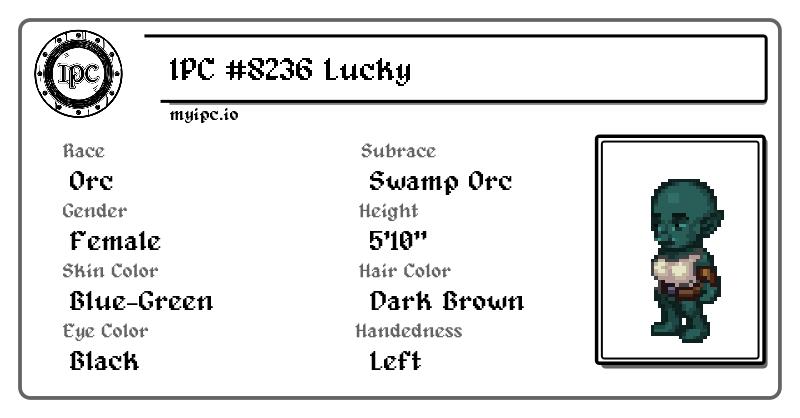 IPC
IPC #8236 Lucky
myipc.io
Race
Orc
Subrace
Swamp Orc
Gender
Female
Height
5'10"
Skin Color
Blue-Green
Hair Color
Dark Brown
Eye Color
Black
Handedness
Left